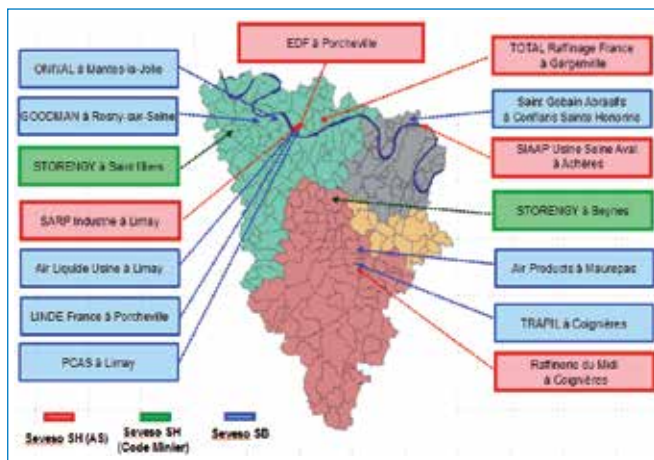 EDF à Porcheville
ONIVAL à Mantes-la-Jolie
GOODMAN à Rosny-sur-Seine
STORENGY à Saint Illiers
SARP Industrie à Limay
Air Liquide Usine à Limay
LINDE France à Porcheville
PCAS à Limay
TOTAL Raffinage France
à Gargenville
Saint Gobain Abrasifs
à Conflans Sainte Honorine
SIAAP Usine Seine Aval
à Achères
STORENGY à Beynes
Air Products à Maurepas
TRAPIL à Coignières
Raffinerie du Midi
à Coignières
Seveso SH (AS)
Seveso SH
(Code Minier)
Seveso SB